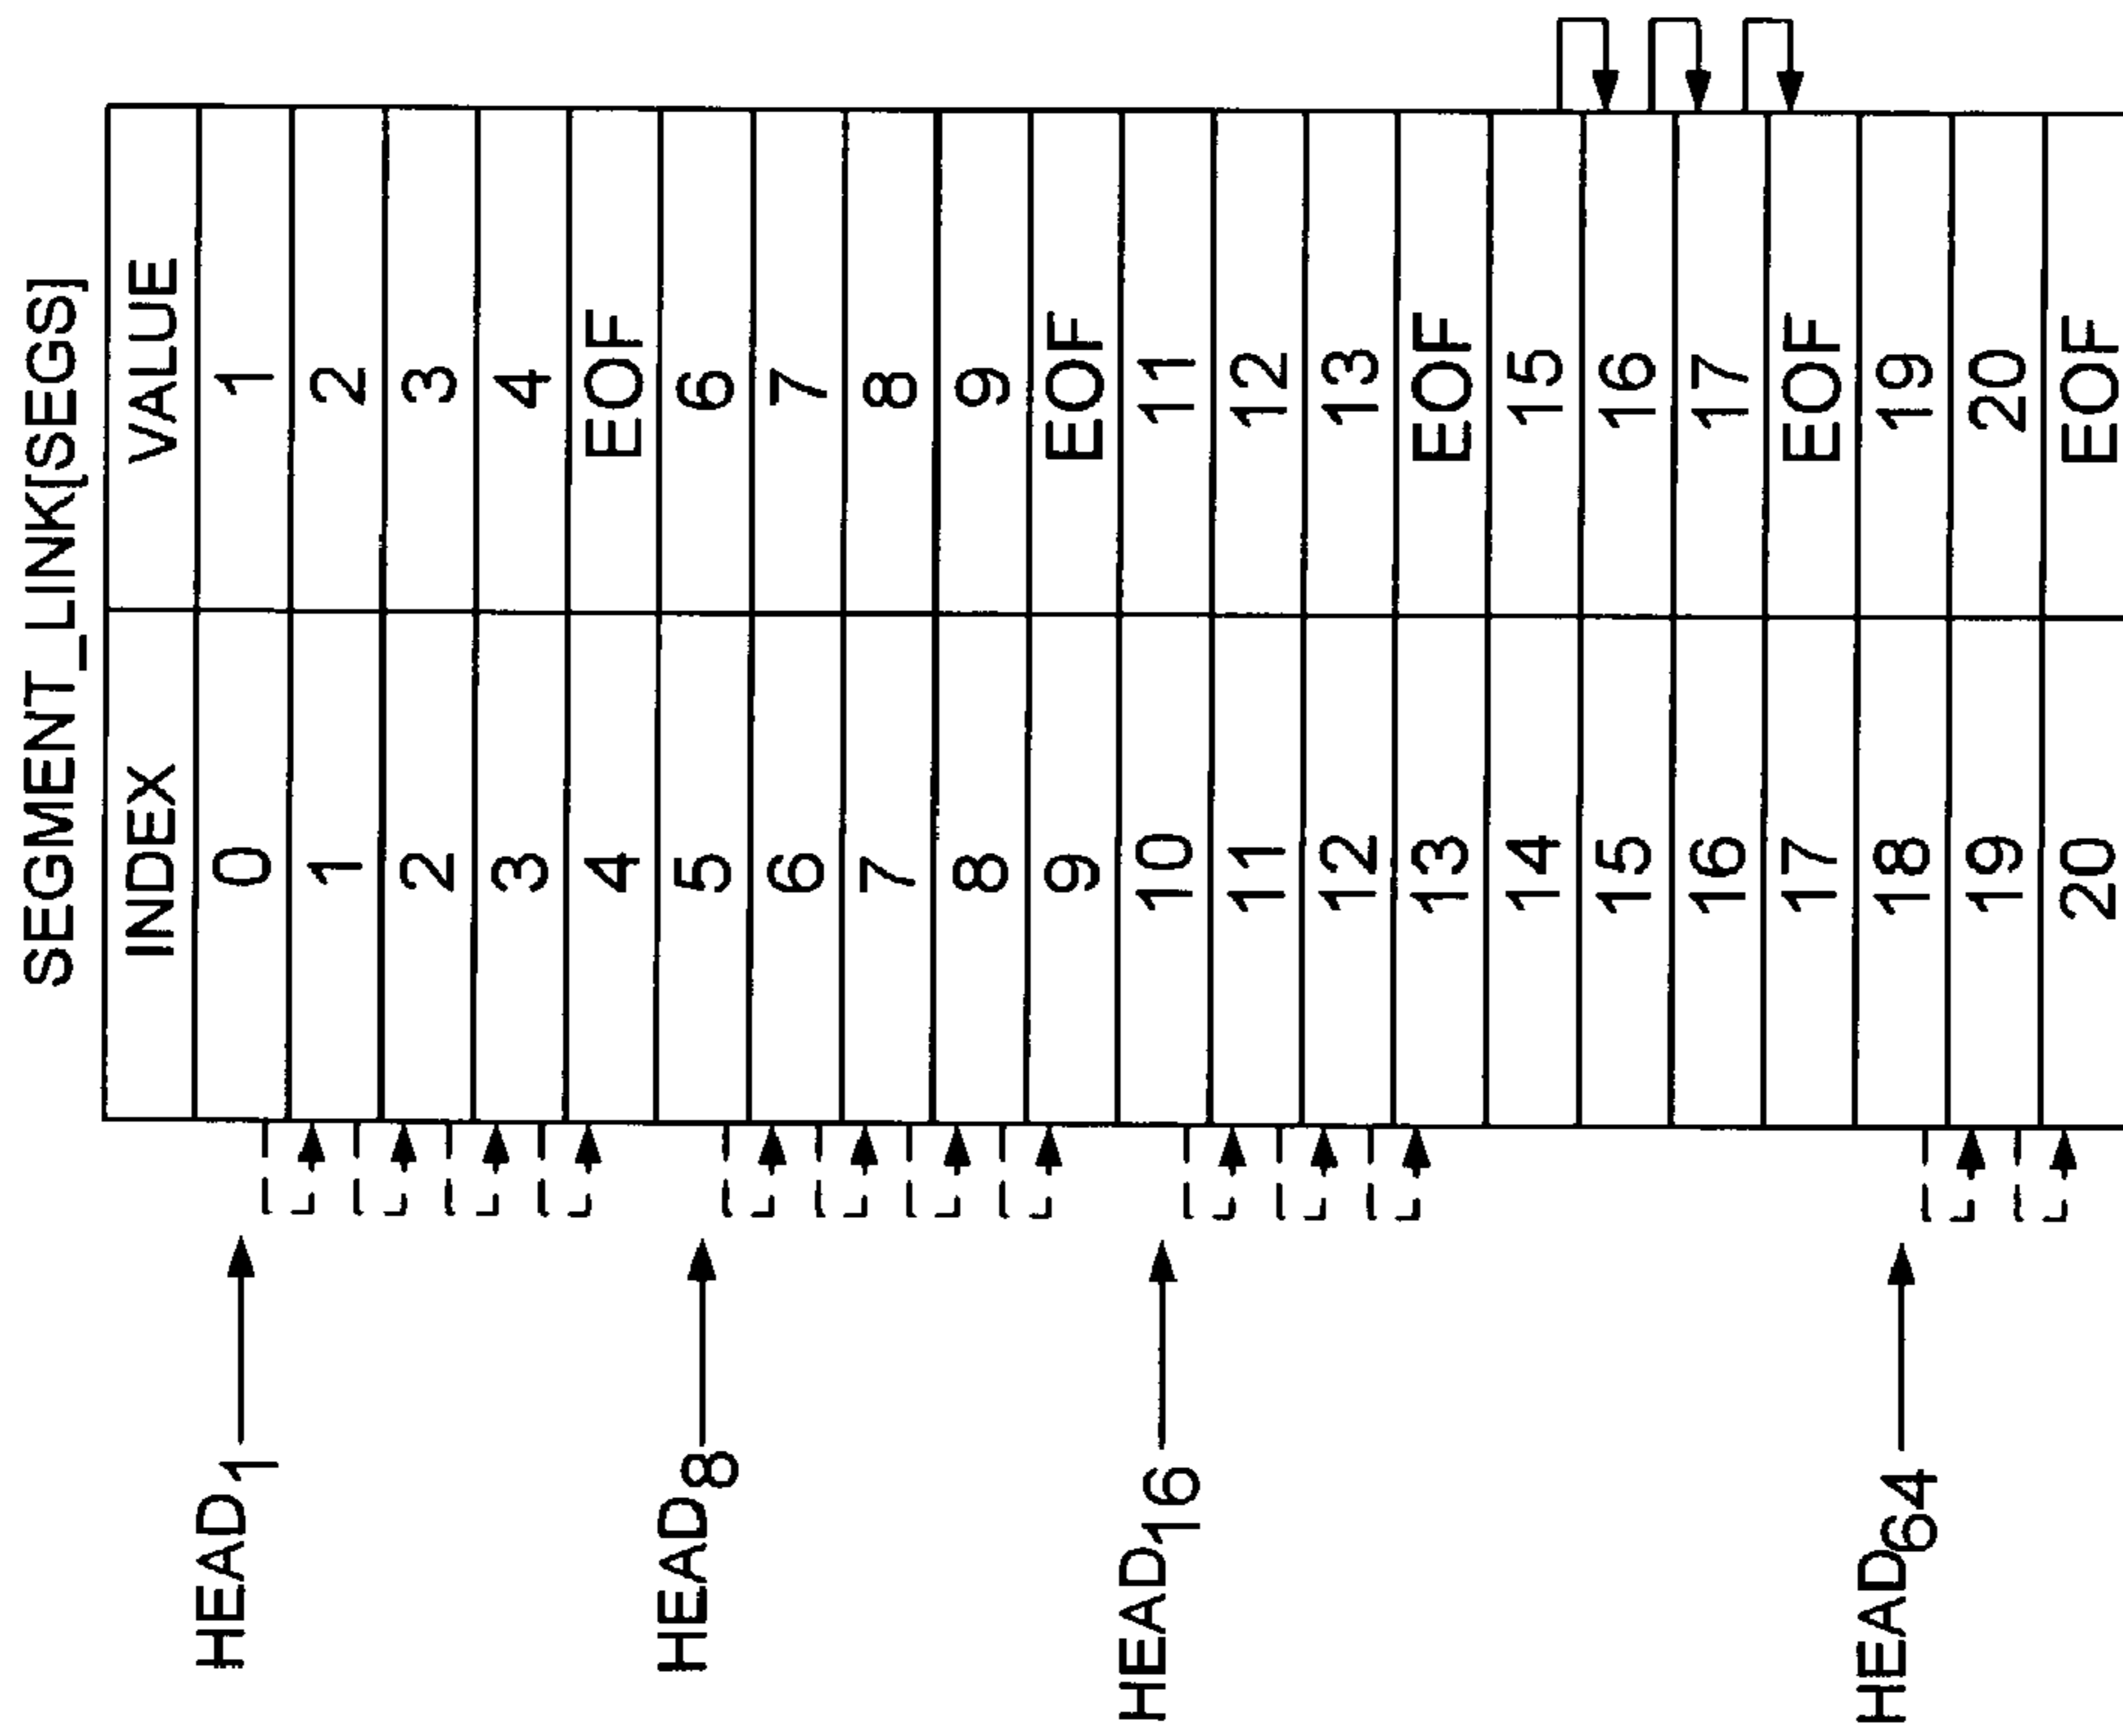 SEGMENT_LINK[SEGS]
INDEX VALUE
HEAD1 0 1
1 2
2 3
3 4
4 EOF
HEAD8 5 6
6 7
7 8
8 9
9 EOF
HEAD16 10 11
11 12
12 13
13 EOF
14 15
15 16
16 17
17 EOF
HEAD64 18 19
19 20
20 EOF